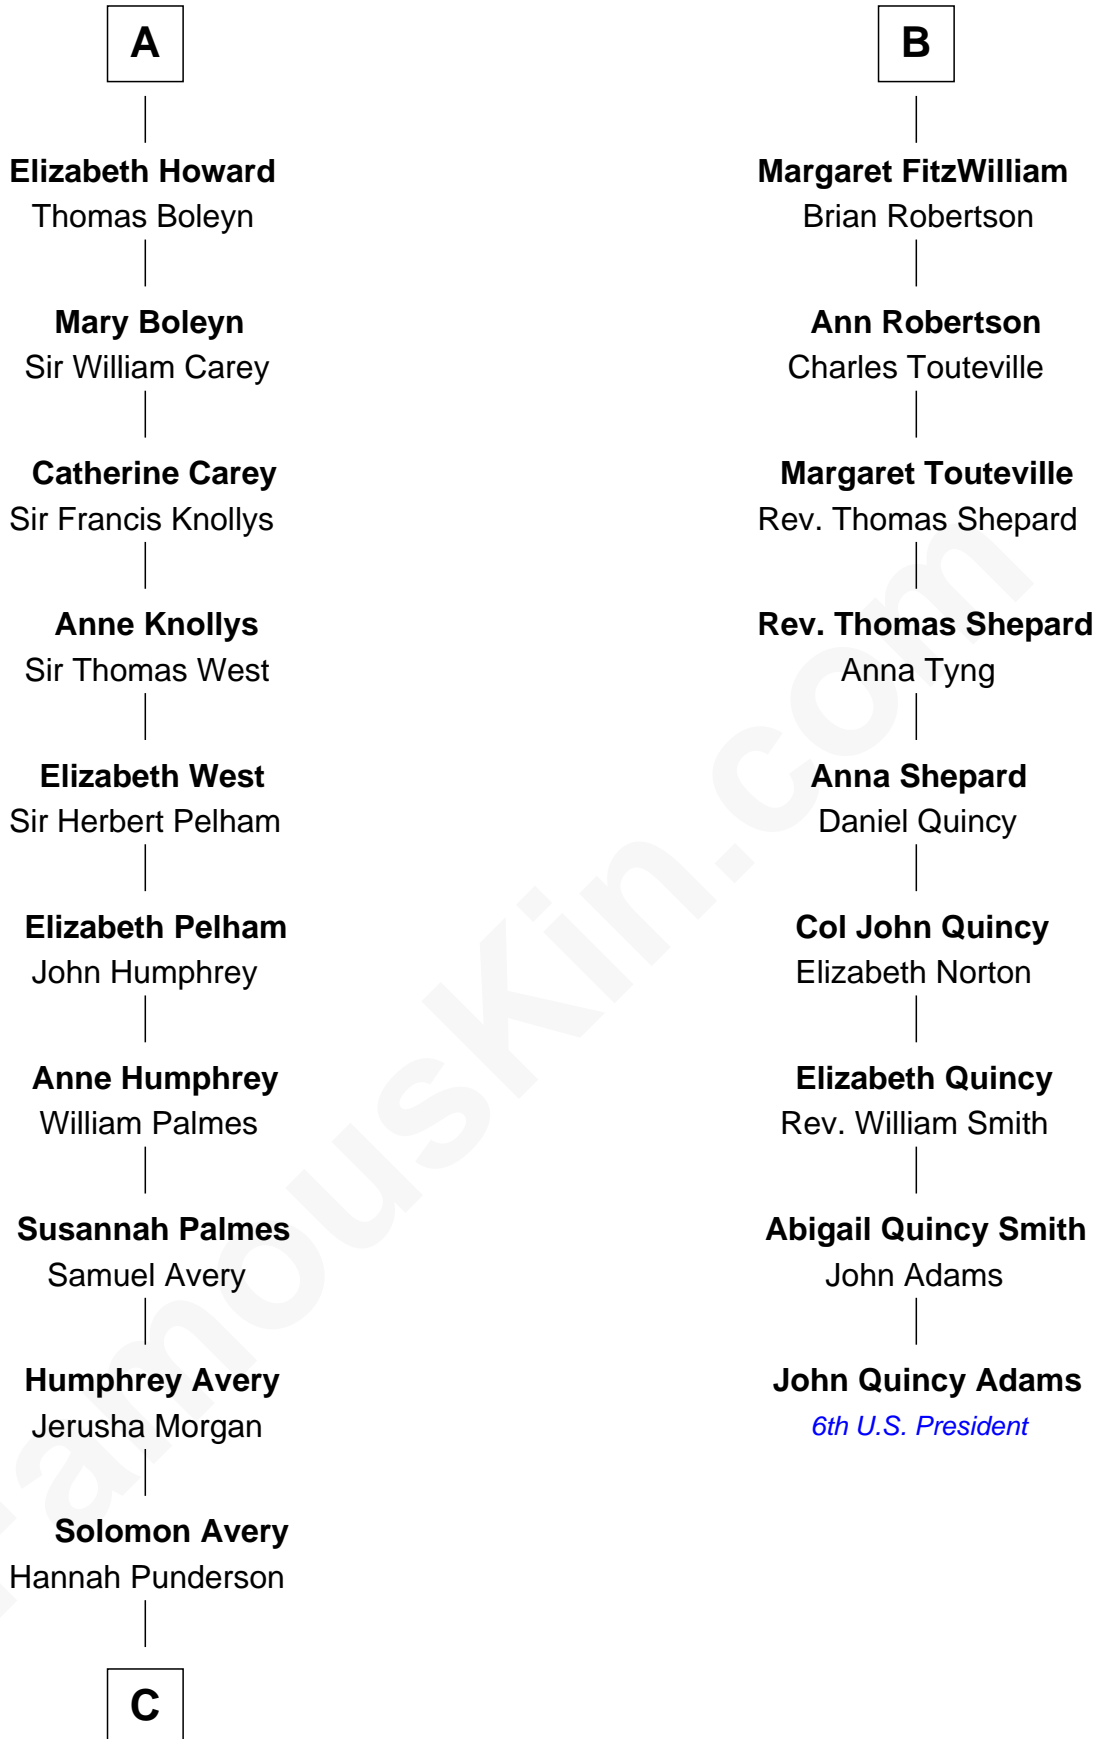 A
Elizabeth Howard
Thomas Boleyn
Mary Boleyn
Sir William Carey
Catherine Carey
Sir Francis Knollys
Anne Knollys
Sir Thomas West
Elizabeth West
Sir Herbert Pelham
Elizabeth Pelham
John Humphrey
Anne Humphrey
William Palmes
Susannah Palmes
Samuel Avery
Humphrey Avery
Jerusha Morgan
Solomon Avery
Hannah Punderson
C
B
Margaret FitzWilliam
Brian Robertson
Ann Robertson
Charles Touteville
Margaret Touteville
Rev. Thomas Shepard
Rev. Thomas Shepard
Anna Tyng
Anna Shepard
Daniel Quincy
Col John Quincy
Elizabeth Norton
Elizabeth Quincy
Rev. William Smith
Abigail Quincy Smith
John Adams
John Quincy Adams
6th U.S. President
FamousKin.com